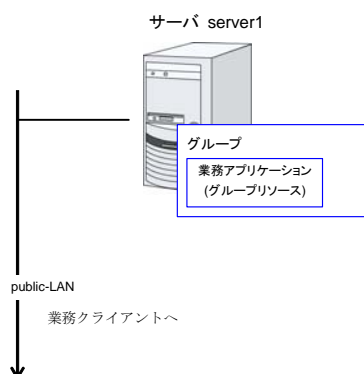 サーバ server1
グループ
業務アプリケーション
(グループリソース)
public-LAN
業務クライアントへ